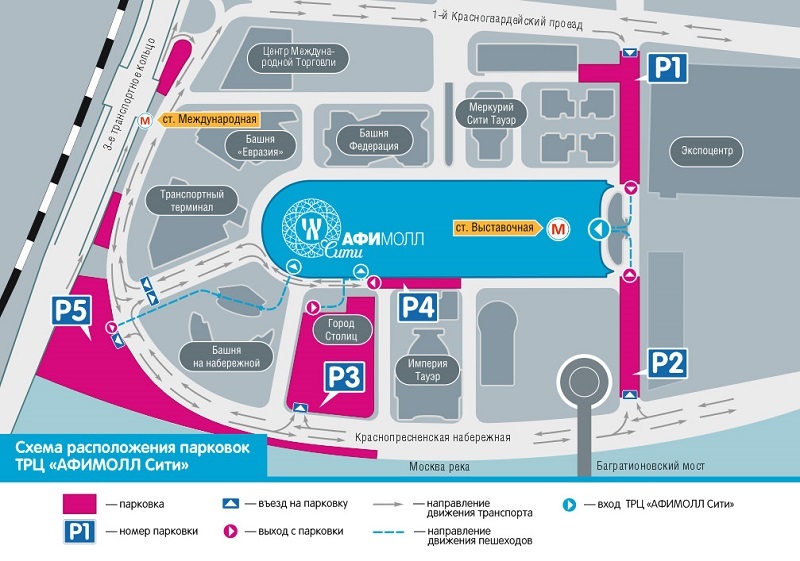 1-й Красногвардейский проезд
3-е транспортное кольцо
Центр Междуна-
родной Торговли
P1
М
ст. Международная
Башня
«Евразия»
Башня
Федерация
Меркурий
Сити Тауэр
Экспоцентр
Транспортный
терминал
АФИМОЛЛ
Сити
ст. Выставочная
М
P5
P4
Город
Столиц
Башня
на набережной
P3
Империя
Тауэр
P2
Краснопресненская набережная
Москва река
Багратионовский мост
Схема расположения парковок
ТРЦ «АФИМОЛЛ Сити»
– парковка
– въезд на парковку
– направление
движения транспорта
– вход ТРЦ «АФИМОЛЛ Сити»
P1 – номер парковки
– выход с парковки
– направление
движения пешеходов